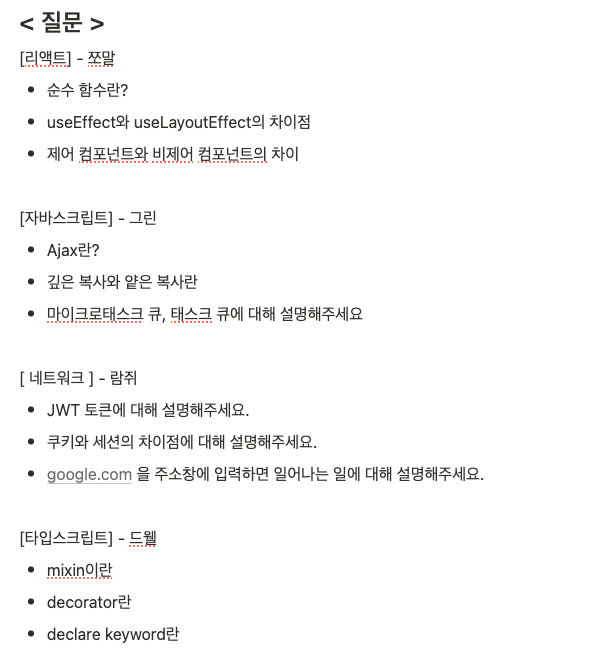 < 질문 >
[리액트] - 쪼말
• 순수 함수란?
• useEffect와 useLayoutEffect의 차이점
• 제어 컴포넌트와 비제어 컴포넌트의 차이
[자바스크립트] - 그린
• Ajax란?
• 깊은 복사와 얕은 복사란
• 마이크로태스크 큐, 태스크 큐에 대해 설명해주세요
[ 네트워크 ] - 람쥐
• JWT 토큰에 대해 설명해주세요.
• 쿠키와 세션의 차이점에 대해 설명해주세요.
• google.com 을 주소창에 입력하면 일어나는 일에 대해 설명해주세요.
[타입스크립트] - 드웰
• mixin이란
• decorator란
• declare keyword란